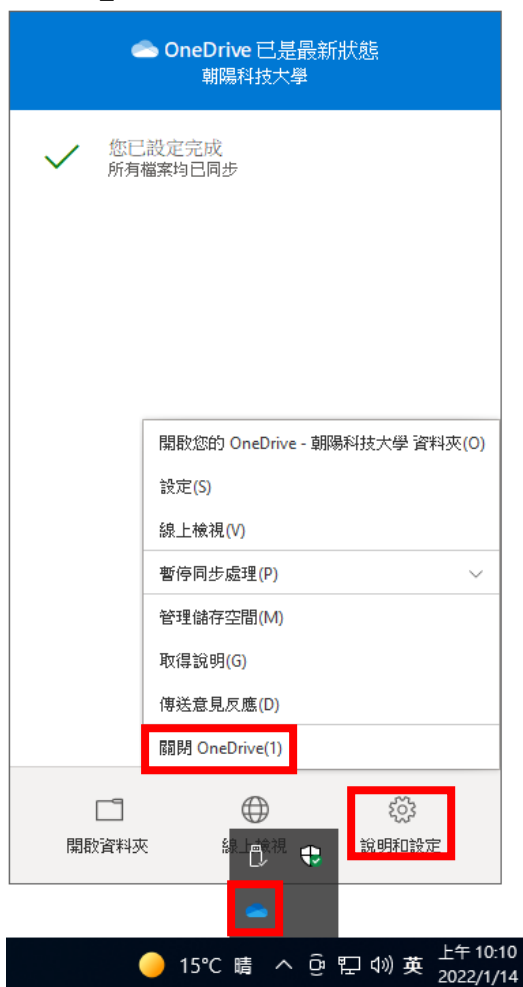 OneDrive 已是最新狀態
朝陽科技大學
您已設定完成
所有檔案均已同步
開啟您的 OneDrive - 朝陽科技大學 資料夾(O)
設定(S)
線上檢視(V)
暫停同步處理(P)
管理儲存空間(M)
取得說明(G)
傳送意見反應(D)
關閉 OneDrive(1)
開啟資料夾
線上檢視
說明和設定
15°C 晴 英 上午 10:10
2022/1/14